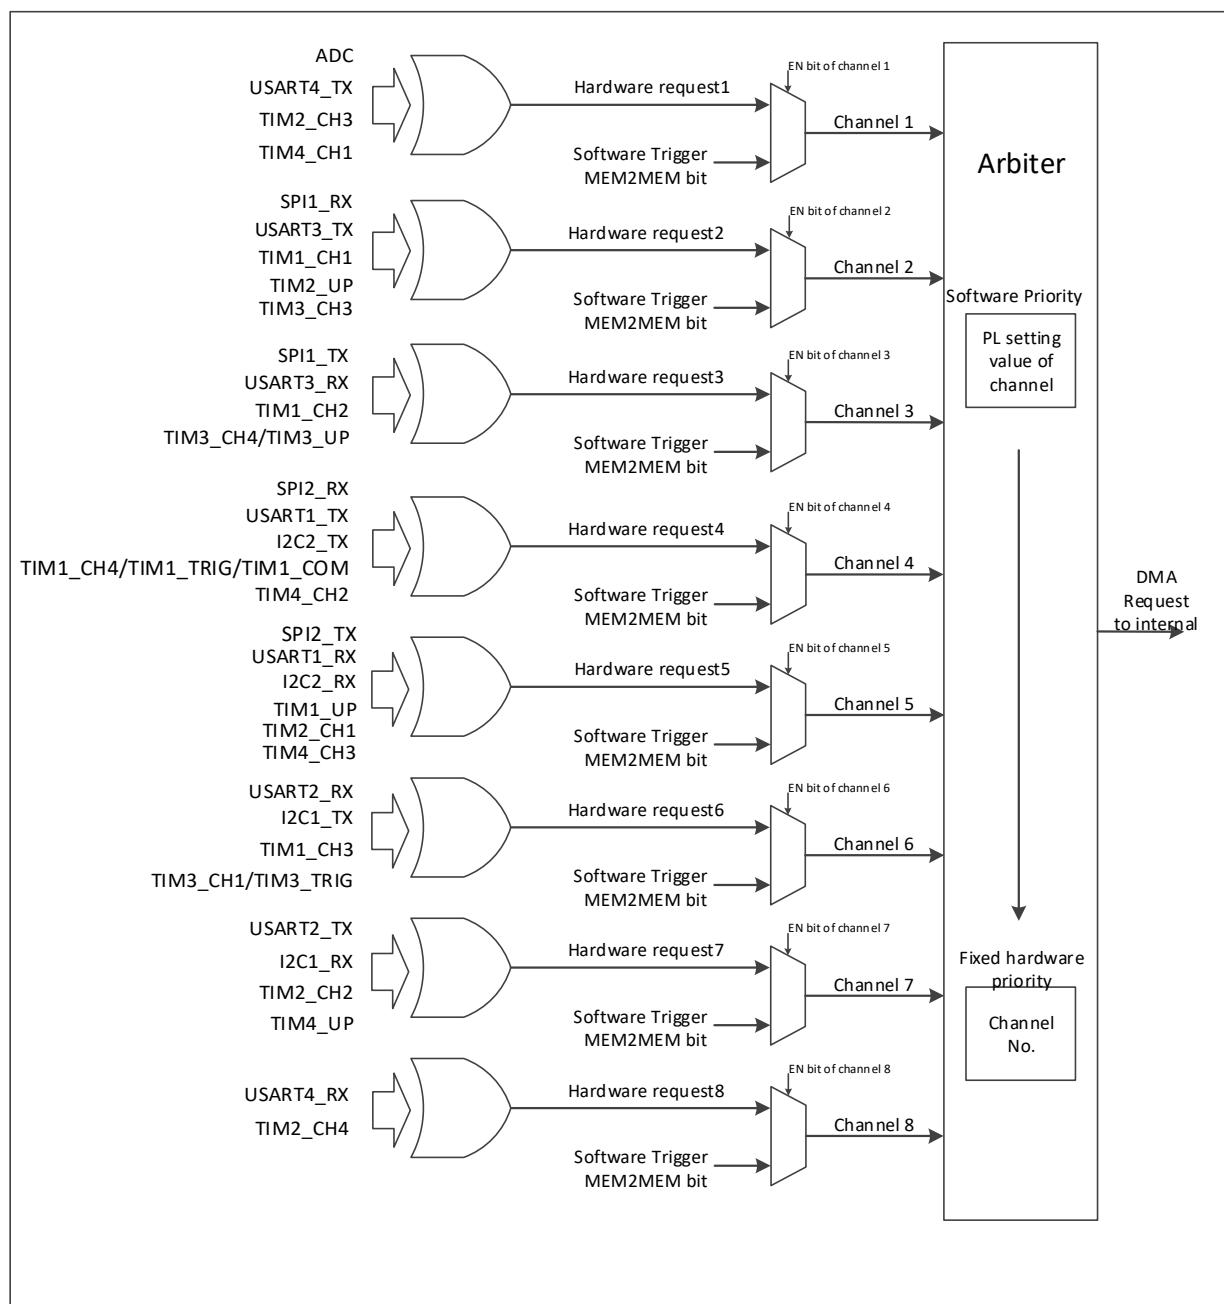 ADC
USART4_TX
TIM2_CH3
TIM4_CH1
Hardware request1
Software Trigger
MEM2MEM bit
EN bit of channel 1
Channel 1
SPI1_RX
USART3_TX
TIM1_CH1
TIM2_UP
TIM3_CH3
Hardware request2
Software Trigger
MEM2MEM bit
EN bit of channel 2
Channel 2
SPI1_TX
USART3_RX
TIM1_CH2
TIM3_CH4/TIM3_UP
Hardware request3
Software Trigger
MEM2MEM bit
EN bit of channel 3
Channel 3
SPI2_RX
USART1_TX
I2C2_TX
TIM1_CH4/TIM1_TRIG/TIM1_COM
TIM4_CH2
Hardware request4
Software Trigger
MEM2MEM bit
EN bit of channel 4
Channel 4
SPI2_TX
USART1_RX
I2C2_RX
TIM1_UP
TIM2_CH1
TIM4_CH3
Hardware request5
Software Trigger
MEM2MEM bit
EN bit of channel 5
Channel 5
USART2_RX
I2C1_TX
TIM1_CH3
TIM3_CH1/TIM3_TRIG
Hardware request6
Software Trigger
MEM2MEM bit
EN bit of channel 6
Channel 6
USART2_TX
I2C1_RX
TIM2_CH2
TIM4_UP
Hardware request7
Software Trigger
MEM2MEM bit
EN bit of channel 7
Channel 7
USART4_RX
TIM2_CH4
Hardware request8
Software Trigger
MEM2MEM bit
EN bit of channel 8
Channel 8
Arbiter
Software Priority
PL setting
value of
channel
Fixed hardware
priority
Channel
No.
DMA
Request
to internal